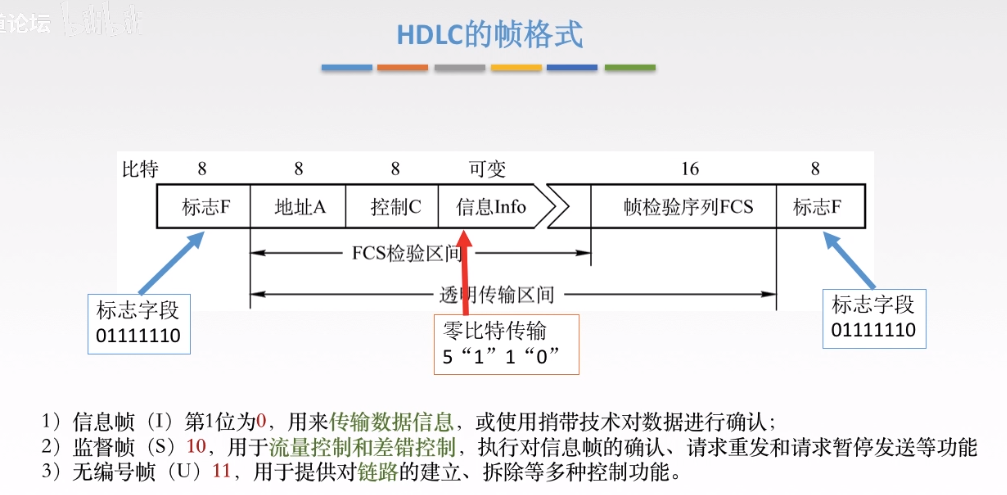 道论坛
HDLC的帧格式
比特 8 8 8 可变 16 8
标志F 地址A 控制C 信息Info 帧检验序列FCS 标志F
FCS检验区间
透明传输区间
标志字段
01111110
零比特传输
5“1”1“0”
标志字段
01111110
1）信息帧（I）第1位为0，用来传输数据信息，或使用捎带技术对数据进行确认；
2）监督帧（S）10，用于流量控制和差错控制，执行对信息帧的确认、请求重发和请求暂停发送等功能
3）无编号帧（U）11，用于提供对链路的建立、拆除等多种控制功能。